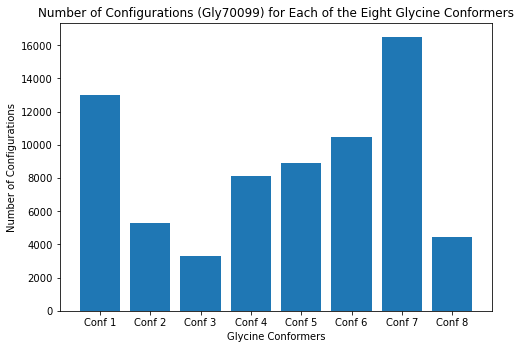 Number of Configurations (Gly70099) for Each of the Eight Glycine Conformers
Number of Configurations
16000
14000
12000
10000
8000
6000
4000
2000
0
Conf 1 Conf 2 Conf 3 Conf 4 Conf 5 Conf 6 Conf 7 Conf 8
Glycine Conformers